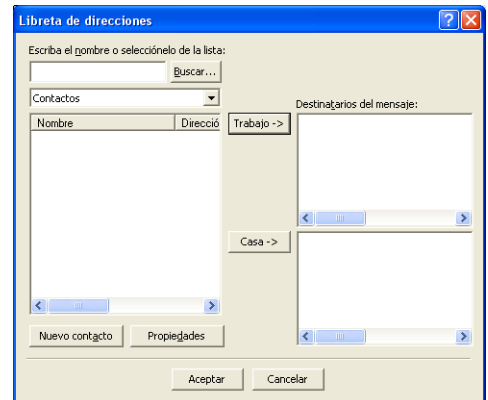 Libreta de direcciones
Escriba el nombre o selecciónelo de la lista:
Buscar...
Contactos
Destinatarios del mensaje:
Nombre Direcció Trabajo ->
Casa ->
Nuevo contacto Propiedades
Aceptar Cancelar